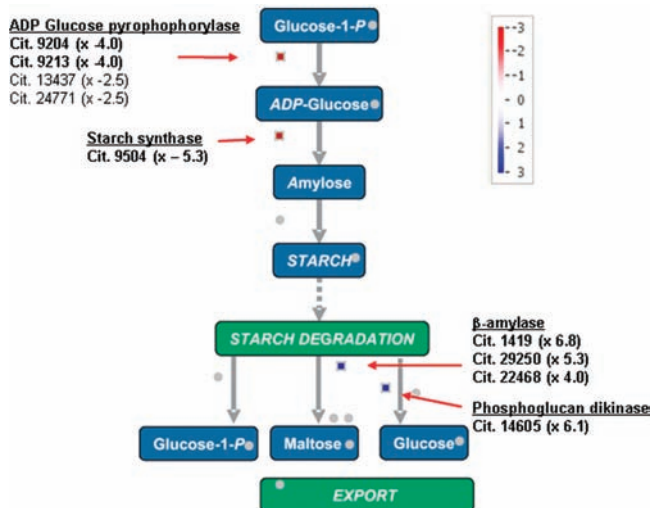 ADP Glucose pyrophophorylase
Cit. 9204 (x -4.0)
Cit. 9213 (x -4.0)
Cit. 13437 (x -2.5)
Cit. 24771 (x -2.5)
Glucose-1-P
ADP-Glucose
Starch synthase
Cit. 9504 (x – 5.3)
Amylose
STARCH
STARCH DEGRADATION
β-amylase
Cit. 1419 (x 6.8)
Cit. 29250 (x 5.3)
Cit. 22468 (x 4.0)
Phosphoglucan dikinase
Cit. 14605 (x 6.1)
Glucose-1-P
Maltose
Glucose
EXPORT
-3
-2
-1
0
1
2
3